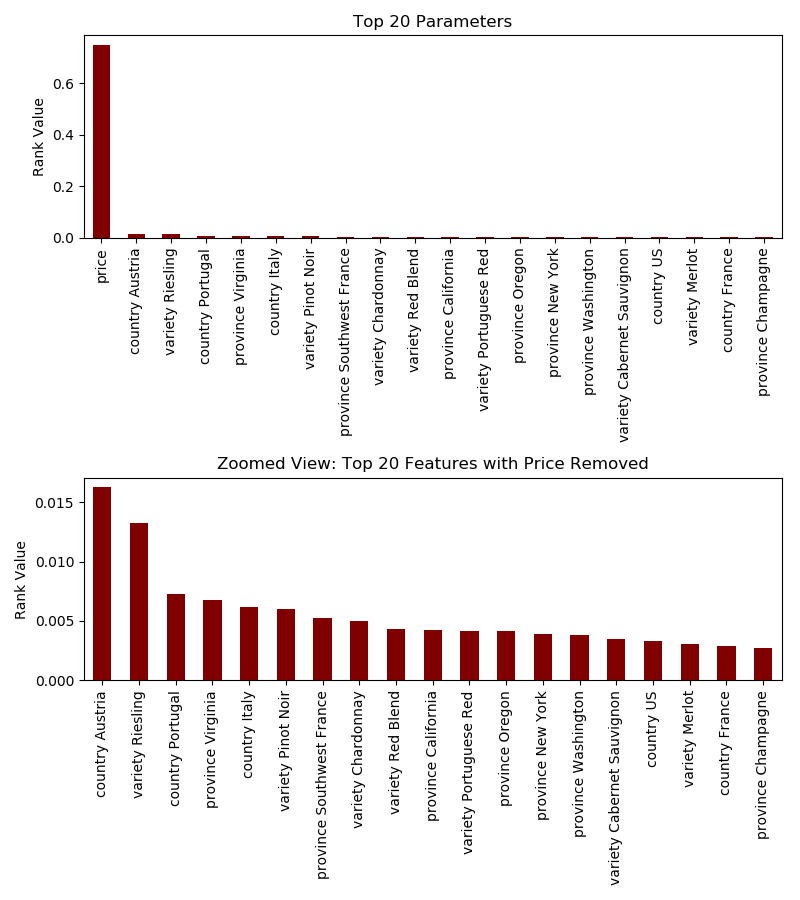 Top 20 Parameters
Rank Value
0.6
0.4
0.2
0.0
price
country Austria
variety Riesling
country Portugal
province Virginia
country Italy
variety Pinot Noir
province Southwest France
variety Chardonnay
variety Red Blend
province California
variety Portuguese Red
province Oregon
province New York
province Washington
variety Cabernet Sauvignon
country US
variety Merlot
country France
province Champagne
Zoomed View: Top 20 Features with Price Removed
Rank Value
0.015
0.010
0.005
0.000
country Austria
variety Riesling
country Portugal
province Virginia
country Italy
variety Pinot Noir
province Southwest France
variety Chardonnay
variety Red Blend
province California
variety Portuguese Red
province Oregon
province New York
province Washington
variety Cabernet Sauvignon
country US
variety Merlot
country France
province Champagne